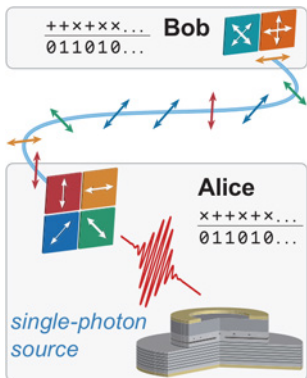 ++×+××... Bob
011010...
Alice
×++×+×...
011010...
single-photon
source